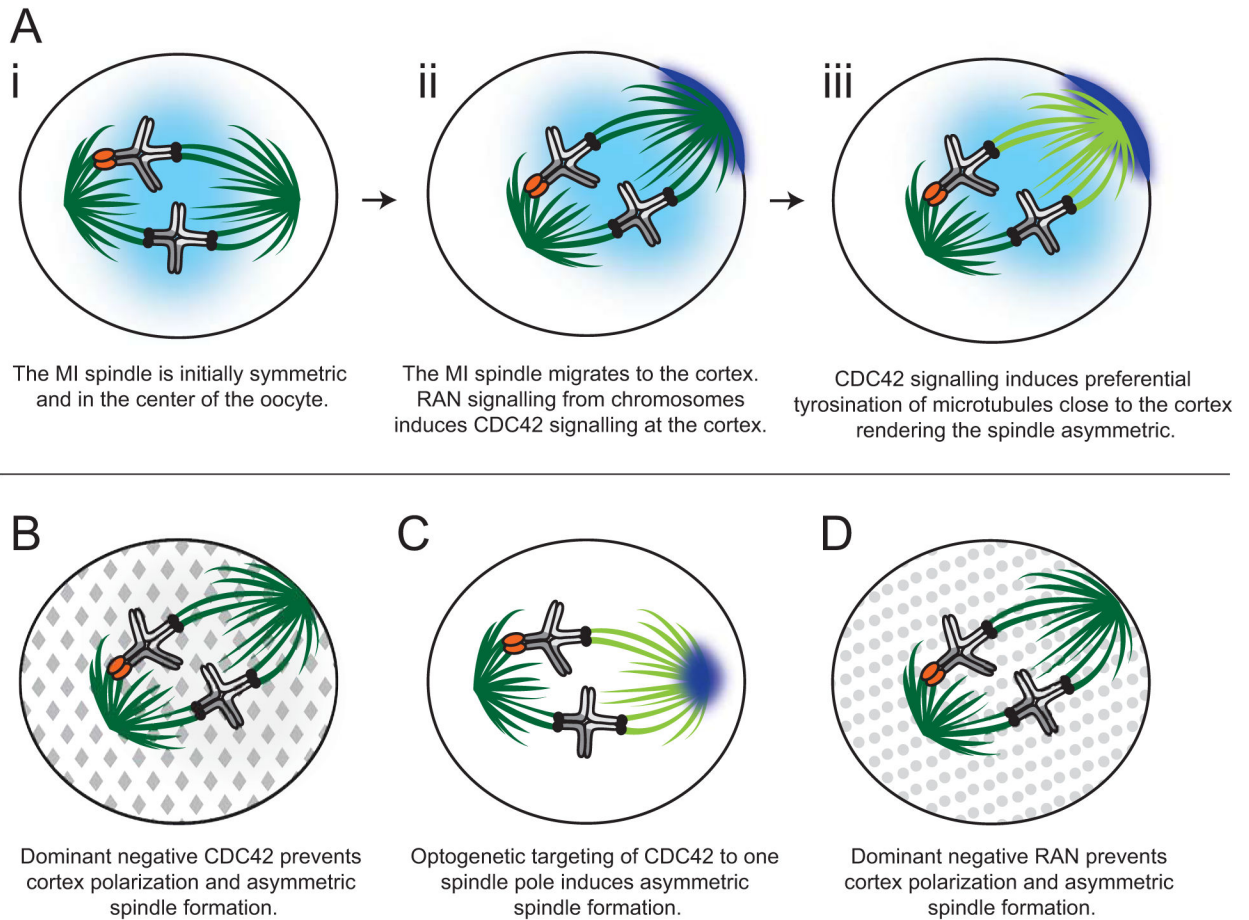 A
i
ii
iii
The MI spindle is initially symmetric
and in the center of the oocyte.
The MI spindle migrates to the cortex.
RAN signalling from chromosomes
induces CDC42 signalling at the cortex.
CDC42 signalling induces preferential
tyrosination of microtubules close to the cortex
rendering the spindle asymmetric.
B
C
D
Dominant negative CDC42 prevents
cortex polarization and asymmetric
spindle formation.
Optogenetic targeting of CDC42 to one
spindle pole induces asymmetric
spindle formation.
Dominant negative RAN prevents
cortex polarization and asymmetric
spindle formation.